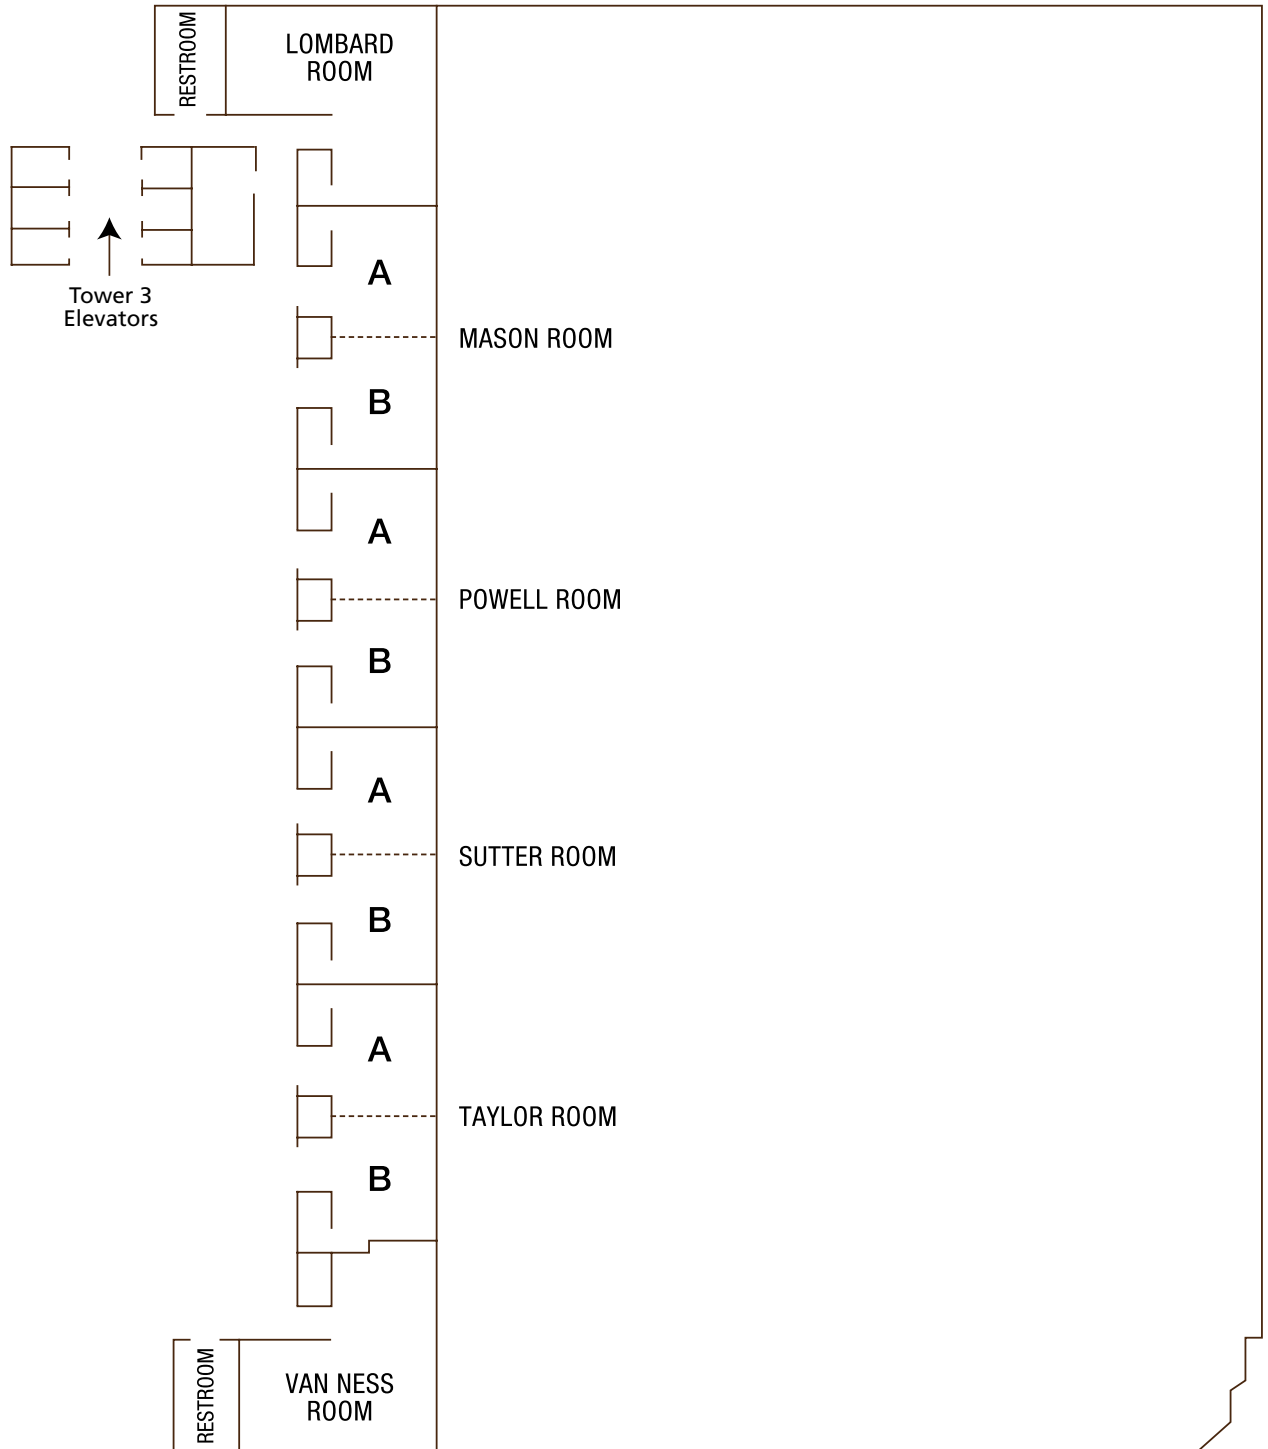 RESTROOM
LOMBARD
ROOM
Tower 3
Elevators
A
MASON ROOM
B
A
POWELL ROOM
B
A
SUTTER ROOM
B
A
TAYLOR ROOM
B
RESTROOM
VAN NESS
ROOM